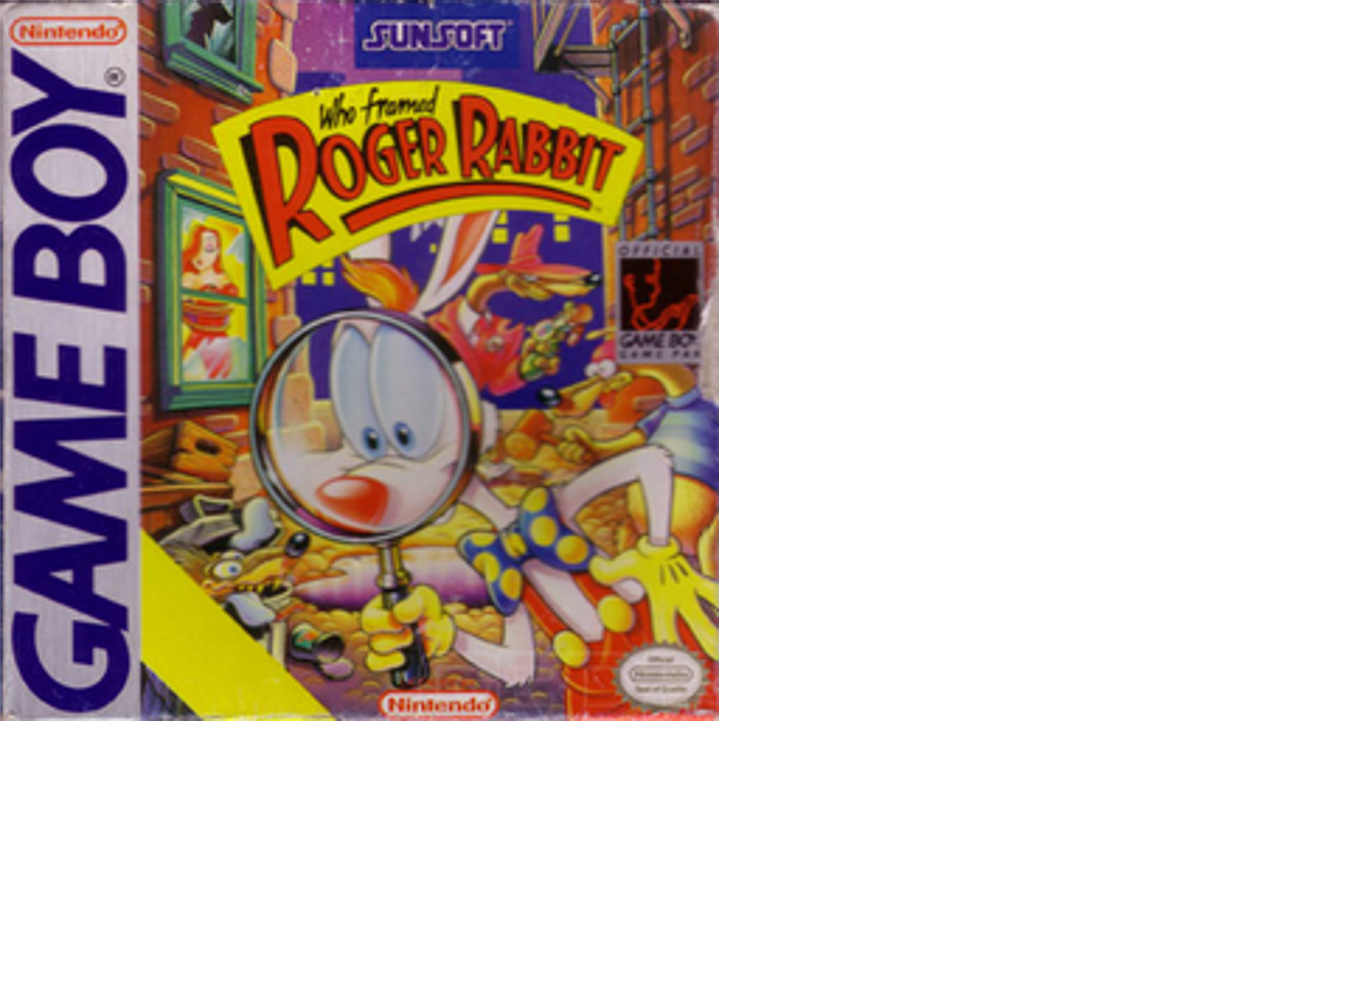 Nintendo
GAME BOY
®
SUNSOFT
Who framed
ROGER RABBIT
™
OFFICIAL
GAME BOY
GAME PAK
Official
Nintendo
Seal of Quality
Nintendo